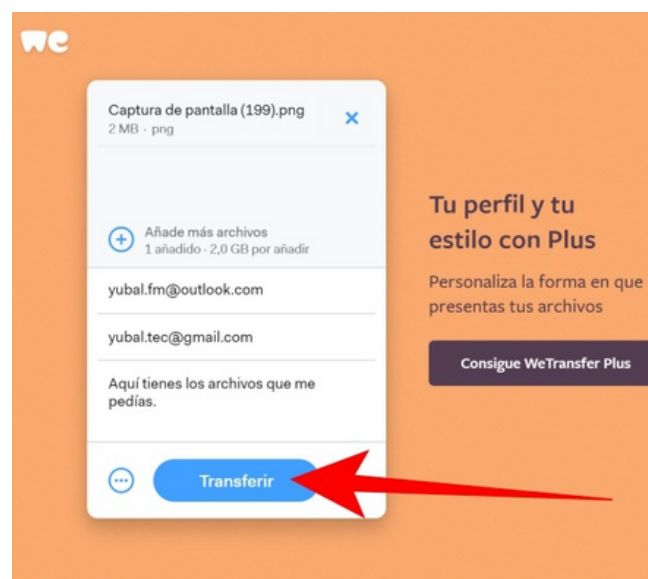 we
Captura de pantalla (199).png
2 MB · png
Añade más archivos
1 añadido · 2,0 GB por añadir
yubal.fm@outlook.com
yubal.tec@gmail.com
Aquí tienes los archivos que me
pedías.
Transferir
Tu perfil y tu
estilo con Plus
Personaliza la forma en que
presentas tus archivos
Consigue WeTransfer Plus